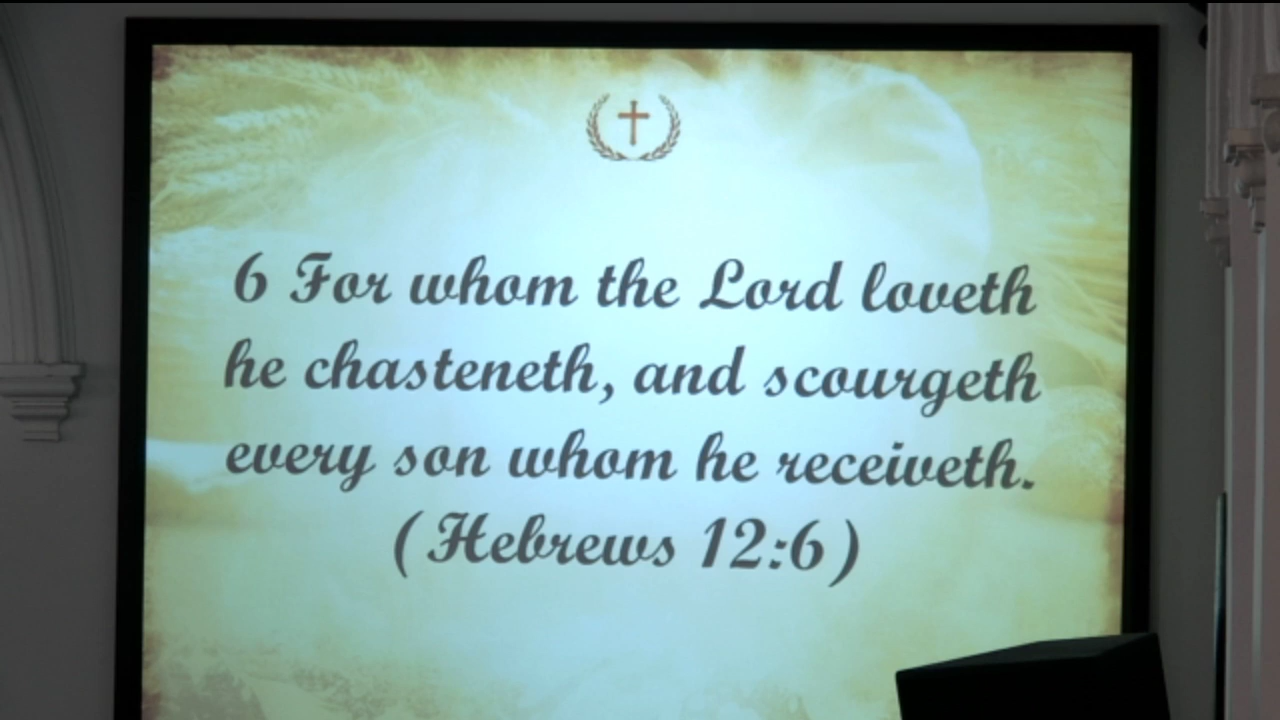 6 For whom the Lord loveth
he chasteneth, and scourgeth
every son whom he receiveth.
(Hebrews 12:6)